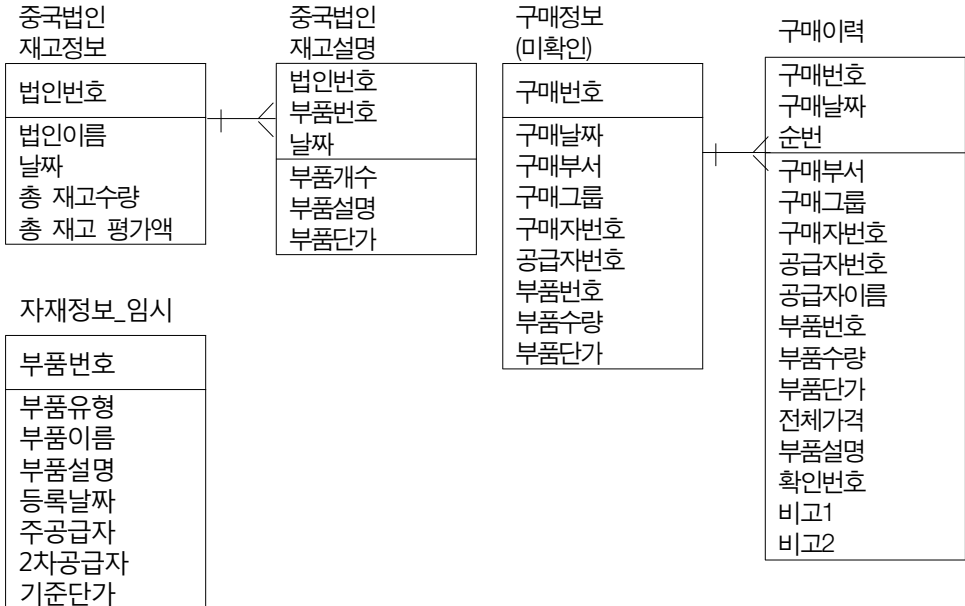 중국법인
재고정보
법인번호
법인이름
날짜
총 재고수량
총 재고 평가액
중국법인
재고설명
법인번호
부품번호
날짜
부품개수
부품설명
부품단가
구매정보
(미확인)
구매번호
구매날짜
구매부서
구매그룹
구매자번호
공급자번호
부품번호
부품수량
부품단가
구매이력
구매번호
구매날짜
순번
구매부서
구매그룹
구매자번호
공급자번호
공급자이름
부품번호
부품수량
부품단가
전체가격
부품설명
확인번호
비고1
비고2
자재정보_임시
부품번호
부품유형
부품이름
부품설명
등록날짜
주공급자
2차공급자
기준단가